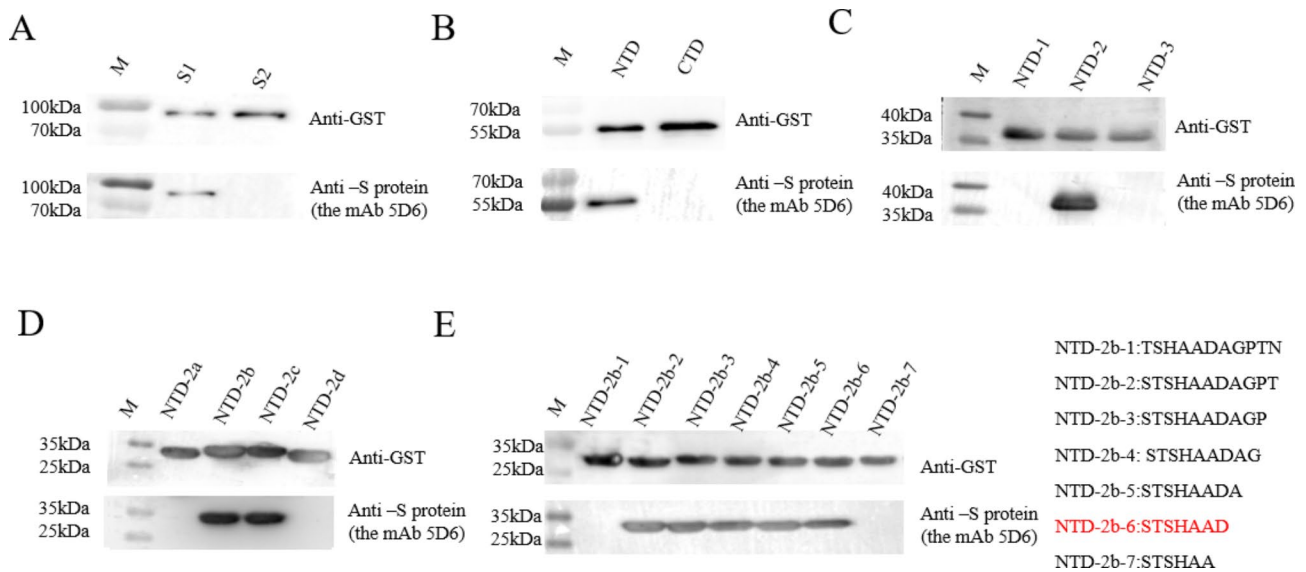 A
M S1 S2
100kDa
70kDa
Anti-GST
100kDa
70kDa
Anti –S protein
(the mAb 5D6)
B
M NTD CTD
70kDa
55kDa
Anti-GST
70kDa
55kDa
Anti –S protein
(the mAb 5D6)
C
M NTD-1 NTD-2 NTD-3
40kDa
35kDa
Anti-GST
40kDa
35kDa
Anti –S protein
(the mAb 5D6)
D
M NTD-2a NTD-2b NTD-2c NTD-2d
35kDa
25kDa
Anti-GST
35kDa
25kDa
Anti –S protein
(the mAb 5D6)
E
M NTD-2b-1 NTD-2b-2 NTD-2b-3 NTD-2b-4 NTD-2b-5 NTD-2b-6 NTD-2b-7
35kDa
25kDa
Anti-GST
35kDa
25kDa
Anti –S protein
(the mAb 5D6)
NTD-2b-1:TSHAADAGPTN
NTD-2b-2:STSHAADAGPT
NTD-2b-3:STSHAADAGP
NTD-2b-4: STSHAADAG
NTD-2b-5:STSHAADA
NTD-2b-6:STSHAAD
NTD-2b-7:STSHAA